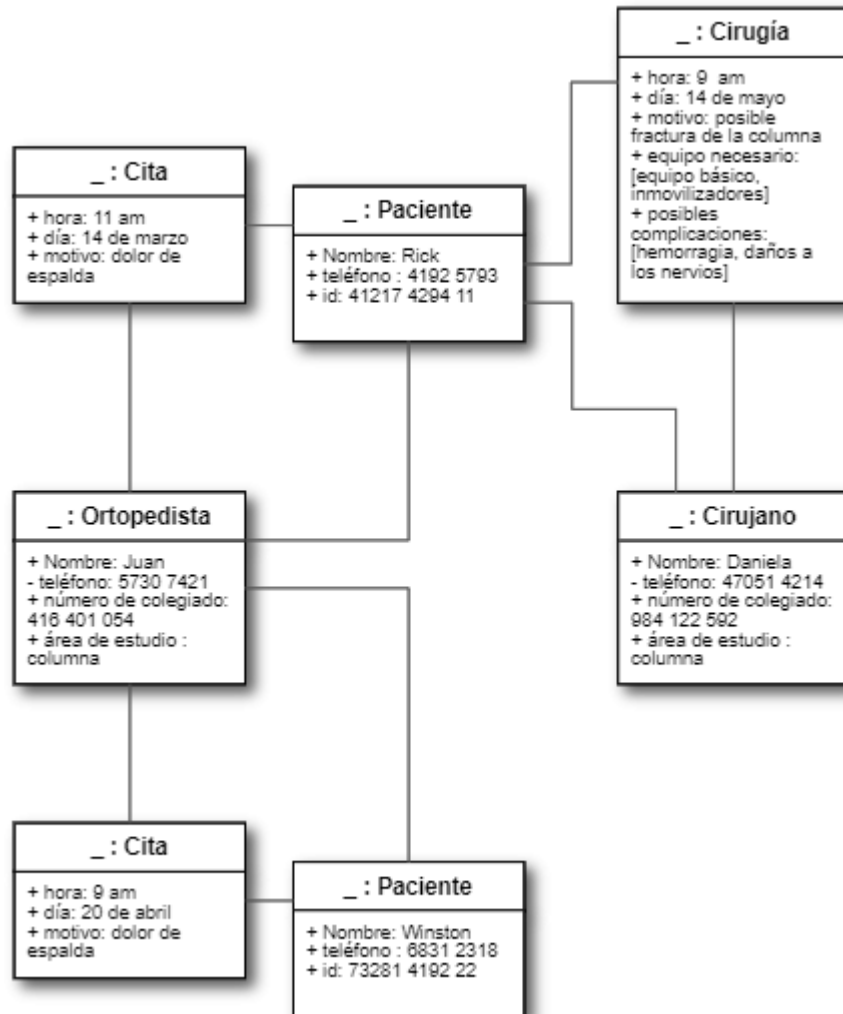 _ : Cirugía
+ hora: 9 am
+ día: 14 de mayo
+ motivo: posible
fractura de la columna
+ equipo necesario:
[equipo básico,
inmovilizadores]
+ posibles
complicaciones:
[hemorragia, daños a
los nervios]
_ : Cita
+ hora: 11 am
+ día: 14 de marzo
+ motivo: dolor de
espalda
_ : Paciente
+ Nombre: Rick
+ teléfono : 4192 5793
+ id: 41217 4294 11
_ : Ortopedista
+ Nombre: Juan
- teléfono: 5730 7421
+ número de colegiado:
416 401 054
+ área de estudio :
columna
_ : Cirujano
+ Nombre: Daniela
- teléfono: 47051 4214
+ número de colegiado:
984 122 592
+ área de estudio :
columna
_ : Cita
+ hora: 9 am
+ día: 20 de abril
+ motivo: dolor de
espalda
_ : Paciente
+ Nombre: Winston
+ teléfono : 6831 2318
+ id: 73281 4192 22